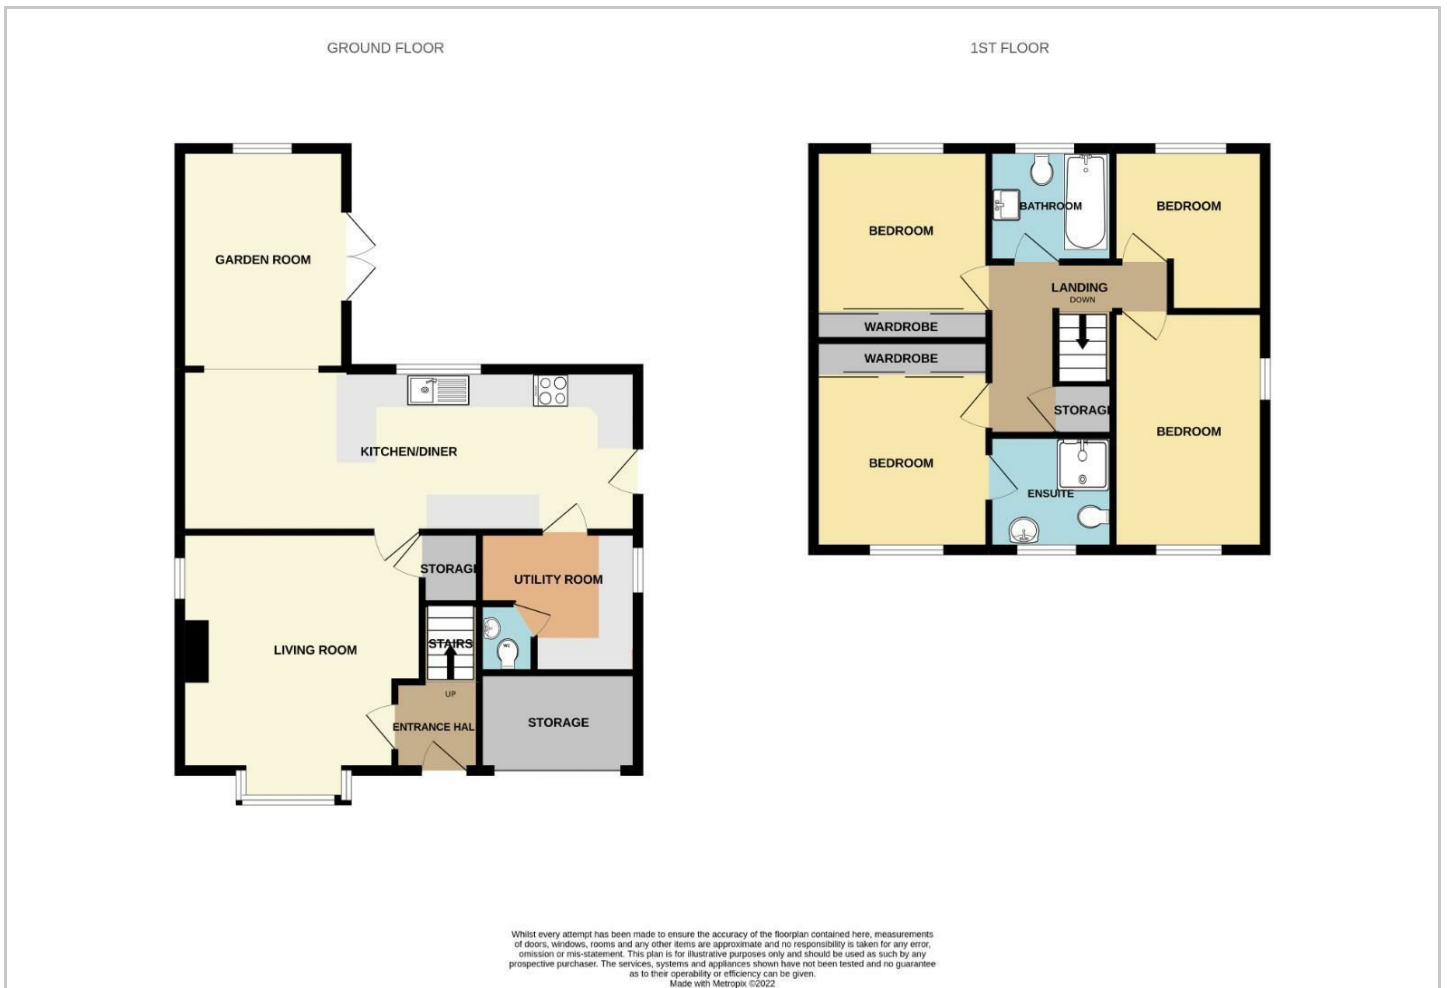 GROUND FLOOR
1ST FLOOR
GARDEN ROOM
KITCHEN/DINER
STORAG
UTILITY ROOM
LIVING ROOM
STAIRS
WC
UP
ENTRANCE HAL
STORAGE
BEDROOM
BATHROOM
BEDROOM
LANDING
DOWN
WARDROBE
WARDROBE
STORAG
BEDROOM
BEDROOM
ENSUITE
Whilst every attempt has been made to ensure the accuracy of the floorplan contained here, measurements
of doors, windows, rooms and any other items are approximate and no responsibility is taken for any error,
omission or mis-statement. This plan is for illustrative purposes only and should be used as such by any
prospective purchaser. The services, systems and appliances shown have not been tested and no guarantee
as to their operability or efficiency can be given.
Made with Metropix ©2022